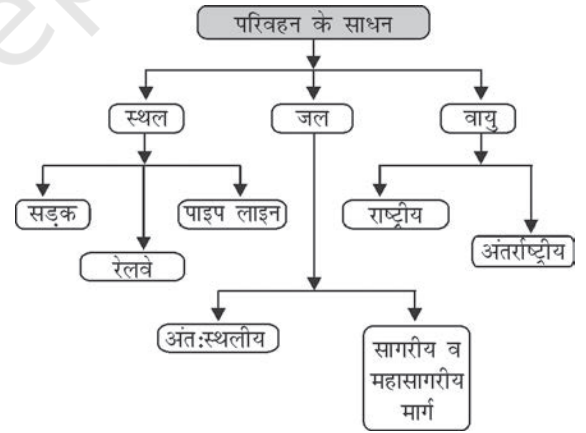 परिवहन के साधन
स्थल
जल
वायु
सड़क
पाइप लाइन
राष्ट्रीय
रेलवे
अंतर्राष्ट्रीय
अंत:स्थलीय
सागरीय व
महासागरीय
मार्ग